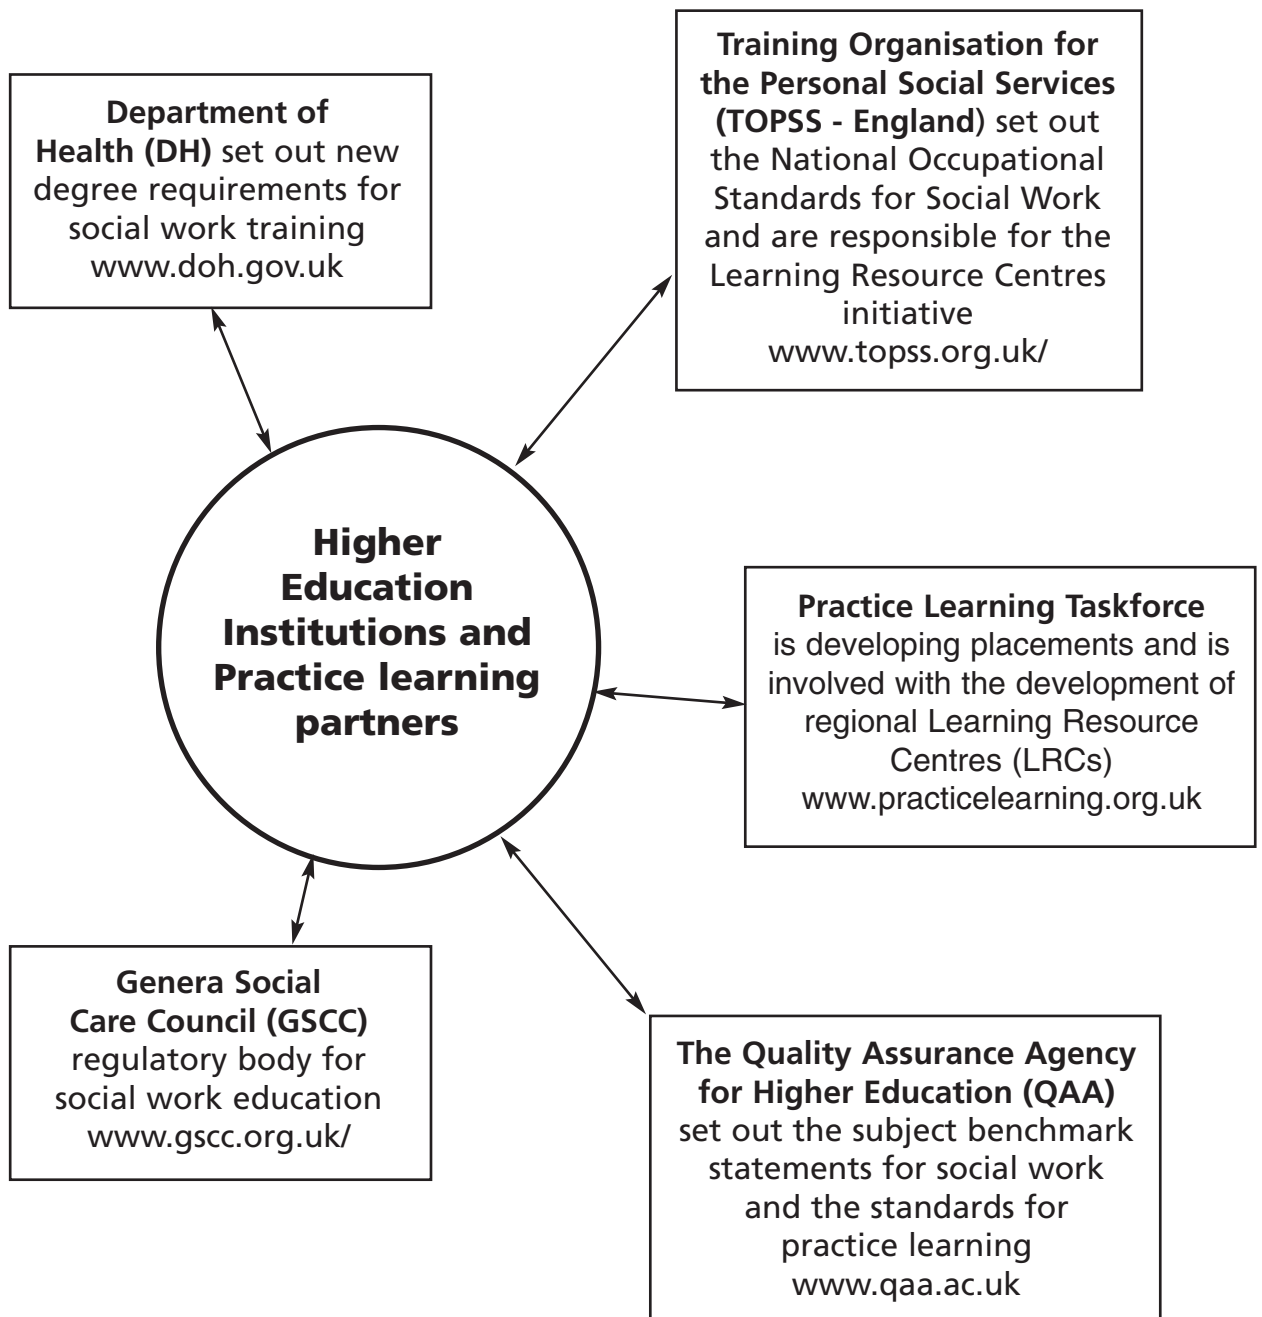 Department of
Health (DH) set out new
degree requirements for
social work training
www.doh.gov.uk
Training Organisation for
the Personal Social Services
(TOPSS - England) set out
the National Occupational
Standards for Social Work
and are responsible for the
Learning Resource Centres
initiative
www.topss.org.uk/
Higher
Education
Institutions and
Practice learning
partners
Practice Learning Taskforce
is developing placements and is
involved with the development of
regional Learning Resource
Centres (LRCs)
www.practicelearning.org.uk
Genera Social
Care Council (GSCC)
regulatory body for
social work education
www.gscc.org.uk/
The Quality Assurance Agency
for Higher Education (QAA)
set out the subject benchmark
statements for social work
and the standards for
practice learning
www.qaa.ac.uk